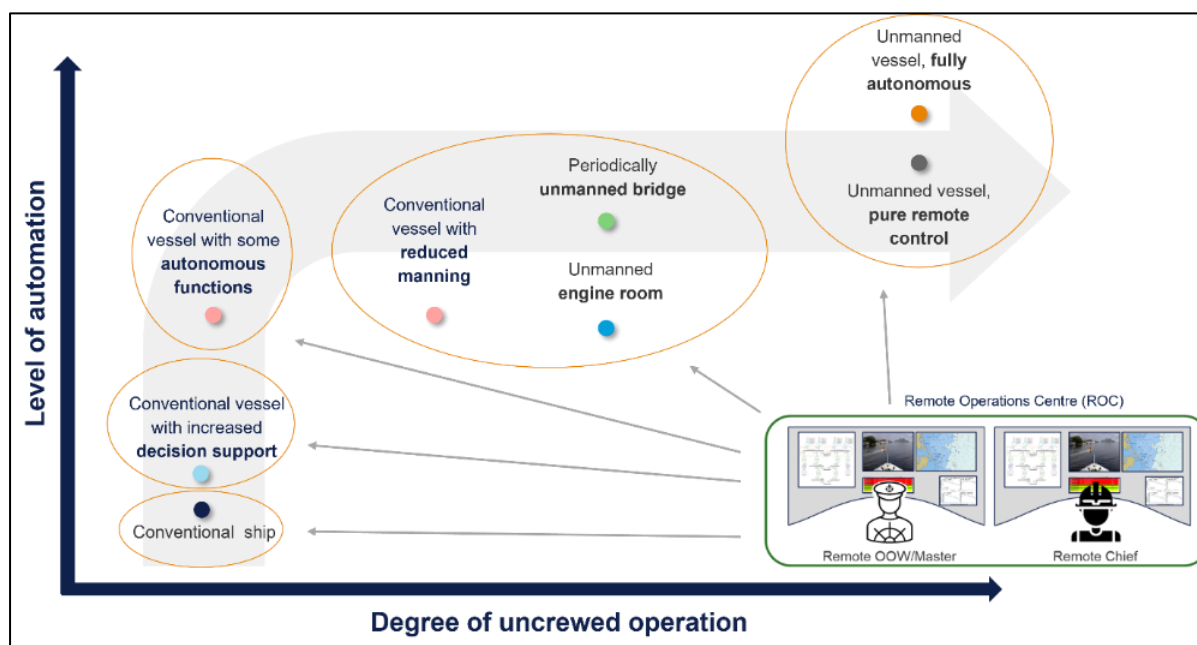 Level of automation
Unmanned
vessel, fully
autonomous
Unmanned vessel,
pure remote
control
Periodically
unmanned bridge
Conventional
vessel with
reduced
manning
Unmanned
engine room
Conventional
vessel with some
autonomous
functions
Conventional vessel
with increased
decision support
Conventional ship
Remote Operations Centre (ROC)
Remote OOW/Master
Remote Chief
Degree of uncrewed operation